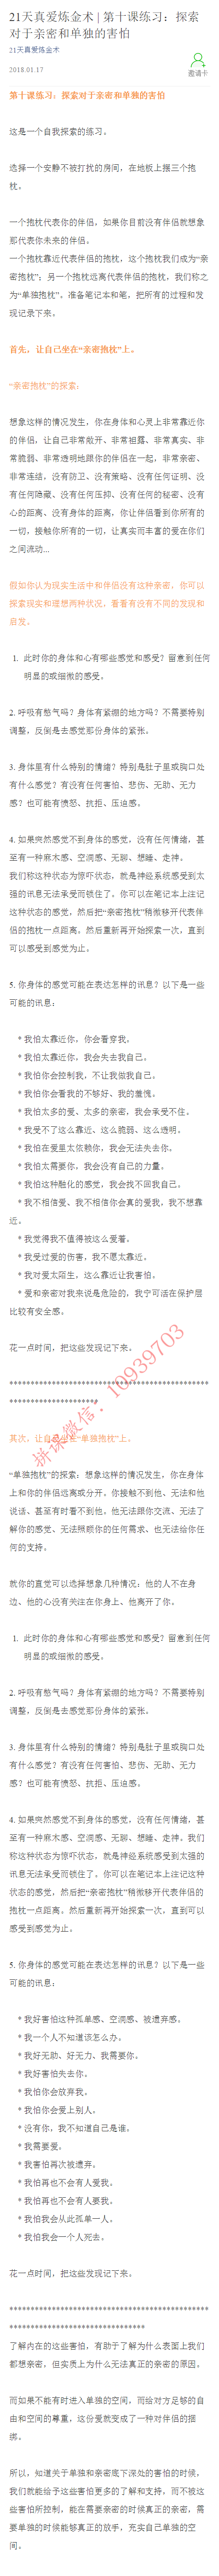 21天真爱炼金术 | 第十课练习：探索
对于亲密和单独的害怕
21天真爱炼金术
2018.01.17
邀请卡
第十课练习：探索对于亲密和单独的害怕
这是一个自我探索的练习。
选择一个安静不被打扰的房间，在地板上摆三个抱
枕。
一个抱枕代表你的伴侣，如果你目前没有伴侣就想象
那代表你未来的伴侣。
一个抱枕靠近代表伴侣的抱枕，这个抱枕我们成为“亲
密抱枕”；另一个抱枕远离代表伴侣的抱枕，我们称之
为“单独抱枕”，准备笔记本和笔，把所有的过程和发
现记录下来。
首先，让自己坐在“亲密抱枕”上。
“亲密抱枕”的探索：
想象这样的情况发生，你在身体和心灵上非常靠近你
的伴侣，让自己非常敞开、非常袒露、非常真实、非
常脆弱、非常透明地跟你的伴侣在一起，非常亲密、
非常连结，没有防卫、没有策略、没有任何证明、没
有任何隐藏、没有任何压抑、没有任何的秘密、没有
心的距离、没有身体的距离，你让伴侣看到你所有的
一切，接触你所有的一切，让真实而丰富的爱在你们
之间流动...
假如你认为现实生活中和伴侣没有这种亲密，你可以
探索现实和理想两种状况，看看有没有不同的发现和
启发。
1. 此时你的身体和心有哪些感觉和感受？留意到任何
明显的或细微的感受。
2. 呼吸有憋气吗？身体有紧绷的地方吗？不需要特别
调整，反倒是去感觉那份身体的紧张。
3. 身体里有什么特别的情绪？特别是肚子里或胸口处
有什么感觉？有没有任何害怕、悲伤、无助、无力
感？也可能有愤怒、抗拒、压迫感。
4. 如果突然感觉不到身体的感觉，没有任何情绪，甚
至有一种麻木感、空洞感、无聊、想睡、走神，
我们称这种状态为惊吓状态，就是神经系统感受到太
强的讯息无法承受而锁住了。你可以在笔记本上注记
这种状态的感觉，然后把“亲密抱枕”稍微移开代表伴
侣的抱枕一点距离，然后重新再开始探索一次，直到
可以感受到感觉为止。
5. 你身体的感觉可能在表达怎样的讯息？以下是一些
可能的讯息：
* 我怕太靠近你，你会看穿我。
* 我怕太靠近你，我会失去我自己。
* 我怕你会控制我，不让我做我自己。
* 我怕你会看我的不够好、我的羞愧。
* 我怕太多的爱、太多的亲密，我会承受不住。
* 我受不了这么靠近、这么脆弱、这么透明。
* 我怕在爱里太依赖你，我会无法失去你。
* 我怕太需要你，我会没有自己的力量。
* 我怕这种融化的感觉，我会找不回我自己。
* 我不相信爱、我不相信你会真的爱我，我不想靠
近。
* 我觉得我不值得被这么爱着。
* 我受过爱的伤害，我不愿太靠近。
* 我对爱太陌生，这么靠近让我害怕。
* 爱和亲密对我来说是危险的，我宁可活在保护层
比较有安全感。
花一点时间，把这些发现记录下来。
拼课微信：10939703
其次，让自己坐在“单独抱枕”上。
“单独抱枕”的探索：想象这样的情况发生，你在身体
上和你的伴侣远离或分开，你接触不到他、无法和他
说话、甚至有时看不到他，他无法跟你交流、无法了
解你的感觉、无法照顾你的任何需求、也无法给你任
何的支持。
就你的直觉可以选择想象几种情况：他的人不在身
边、他的心没有关注在你身上、他离开了你。
1. 此时你的身体和心有哪些感觉和感受？留意到任何
明显的或细微的感受。
2. 呼吸有憋气吗？身体有紧绷的地方吗？不需要特别
调整，反倒是去感觉那份身体的紧张。
3. 身体里有什么特别的情绪？特别是肚子里或胸口处
有什么感觉？有没有任何害怕、悲伤、无助、无力
感？也可能有愤怒、抗拒、压迫感。
4. 如果突然感觉不到身体的感觉，没有任何情绪，甚
至有一种麻木感、空洞感、无聊、想睡、走神，我们
称这种状态为惊吓状态，就是神经系统感受到太强的
讯息无法承受而锁住了。你可以在笔记本上注记这种
状态的感觉，然后把“亲密抱枕”稍微移开代表伴侣的
抱枕一点距离，然后重新再开始探索一次，直到可以
感受到感觉为止。
5. 你身体的感觉可能在表达怎样的讯息？以下是一些
可能的讯息：
* 我好害怕这种孤单感、空洞感、被遗弃感。
* 我一个人不知道该怎么办。
* 我好无助、好无力、我需要你。
* 我好害怕失去你。
* 我怕你会放弃我。
* 我怕你会爱上别人。
* 没有你，我不知道自己是谁。
* 我需要爱。
* 我害怕再次被遗弃。
* 我怕再也不会有人爱我。
* 我怕再也不会有人要我。
* 我怕我会从此孤单一人。
* 我怕我会一个人死去。
花一点时间，把这些发现记录下来。
了解内在的这些害怕，有助于了解为什么表面上我们
都想亲密，但实质上为什么无法真正的亲密的原因。
而如果不能有时进入单独的空间，而给对方足够的自
由和空间的尊重，这份爱就变成了一种对伴侣的捆
绑。
所以，知道关于单独和亲密底下深处的害怕的时候，
我们就能给予这些害怕更多的了解和支持，而不被这
些害怕所控制，能在需要亲密的时候真正的亲密，需
要单独的时候能够真正的放手，充实自己单独的空
间。